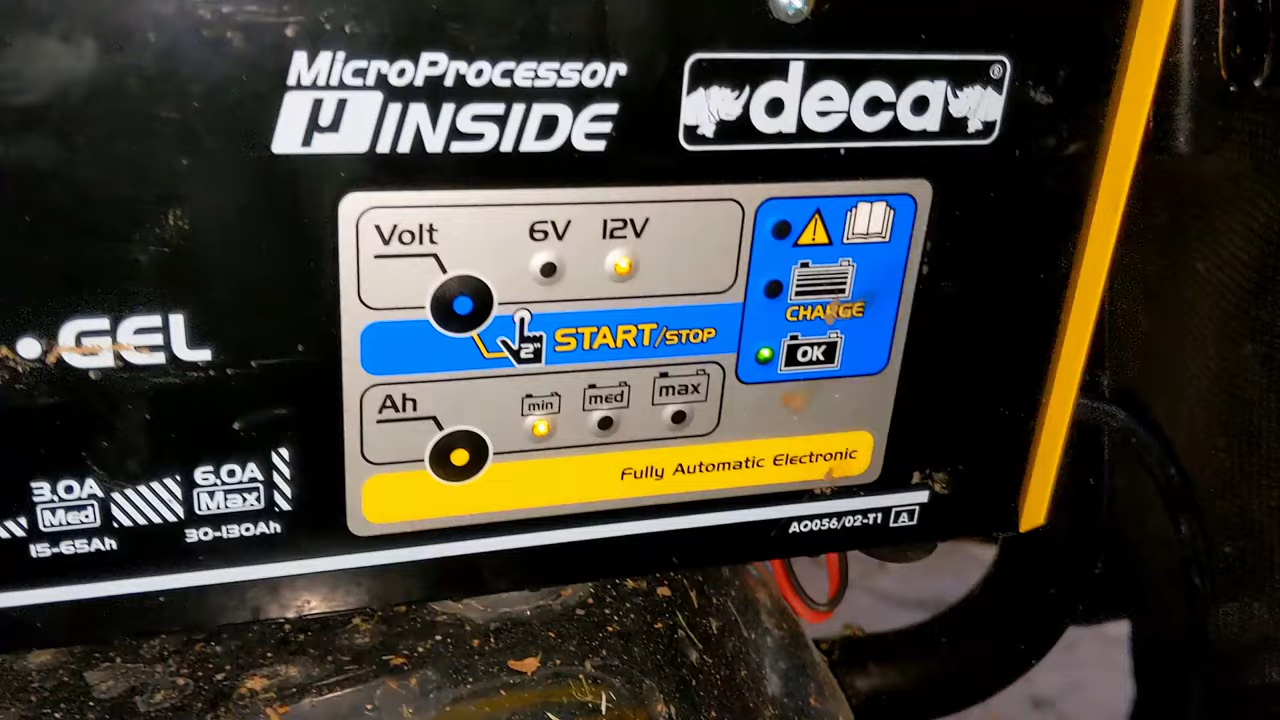 MicroProcessor
µ INSIDE
deca®
Volt
6V
12V
2"
START/STOP
CHARGE
OK
• GEL
Ah
min
med
max
Fully Automatic Electronic
3.0A
Med
15-65Ah
6.0A
Max
30-130Ah
AO056/02-T1 A